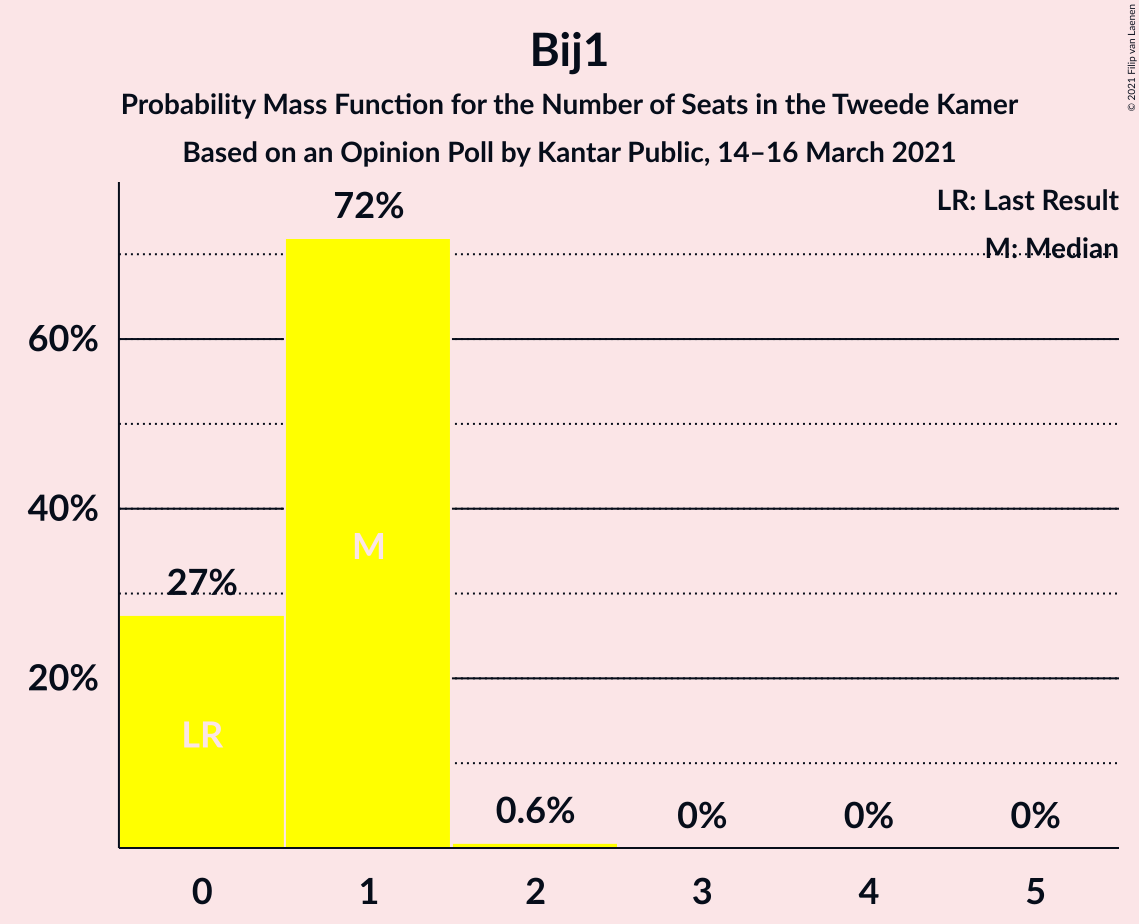 Bij1
Probability Mass Function for the Number of Seats in the Tweede Kamer
Based on an Opinion Poll by Kantar Public, 14–16 March 2021
© 2021 Filip van Laenen
LR: Last Result
M: Median
72%
60%
40%
M
27%
20%
LR
0.6%
0%
0%
0%
0
1
2
3
4
5